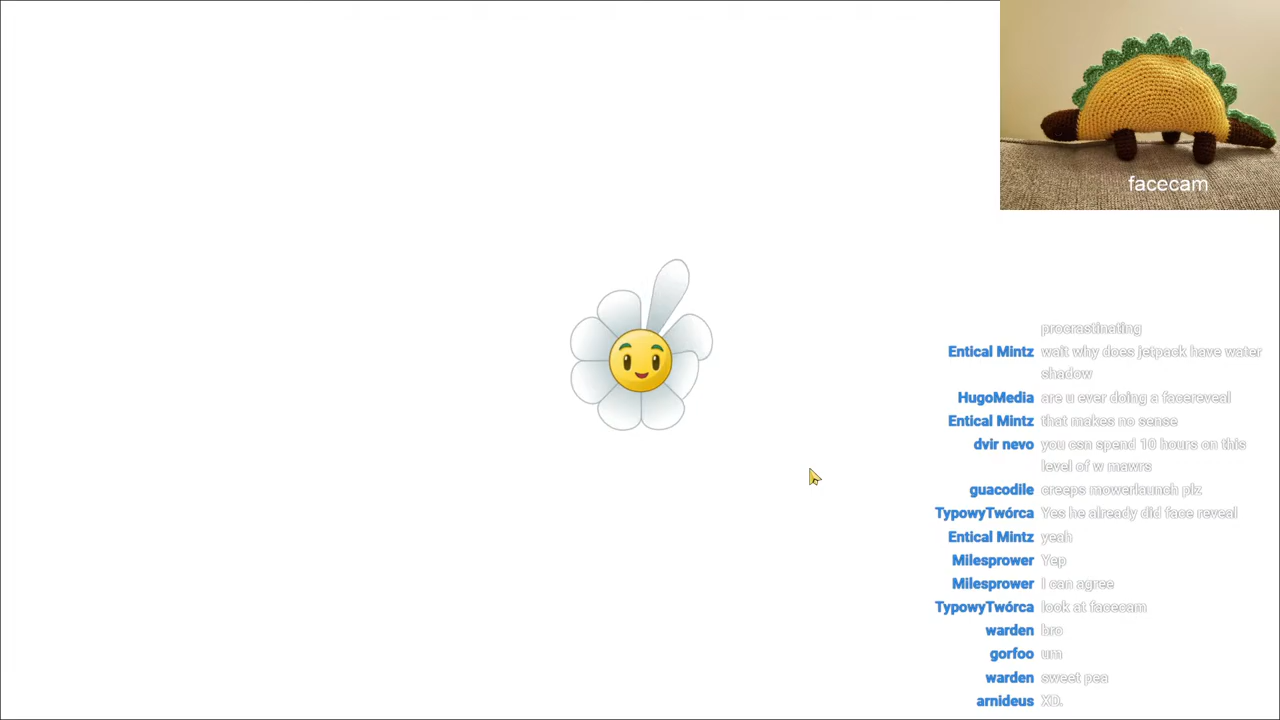 facecam
procrastinating
Entical Mintz wait why does jetpack have water
shadow
HugoMedia are u ever doing a facereveal
Entical Mintz that makes no sense
dvir nevo you csn spend 10 hours on this
level of w mawrs
guacodile creeps mowerlaunch plz
TypowyTwórca Yes he already did face reveal
Entical Mintz yeah
Milesprower Yep
Milesprower I can agree
TypowyTwórca look at facecam
warden bro
gorfoo um
warden sweet pea
arnideus XD.